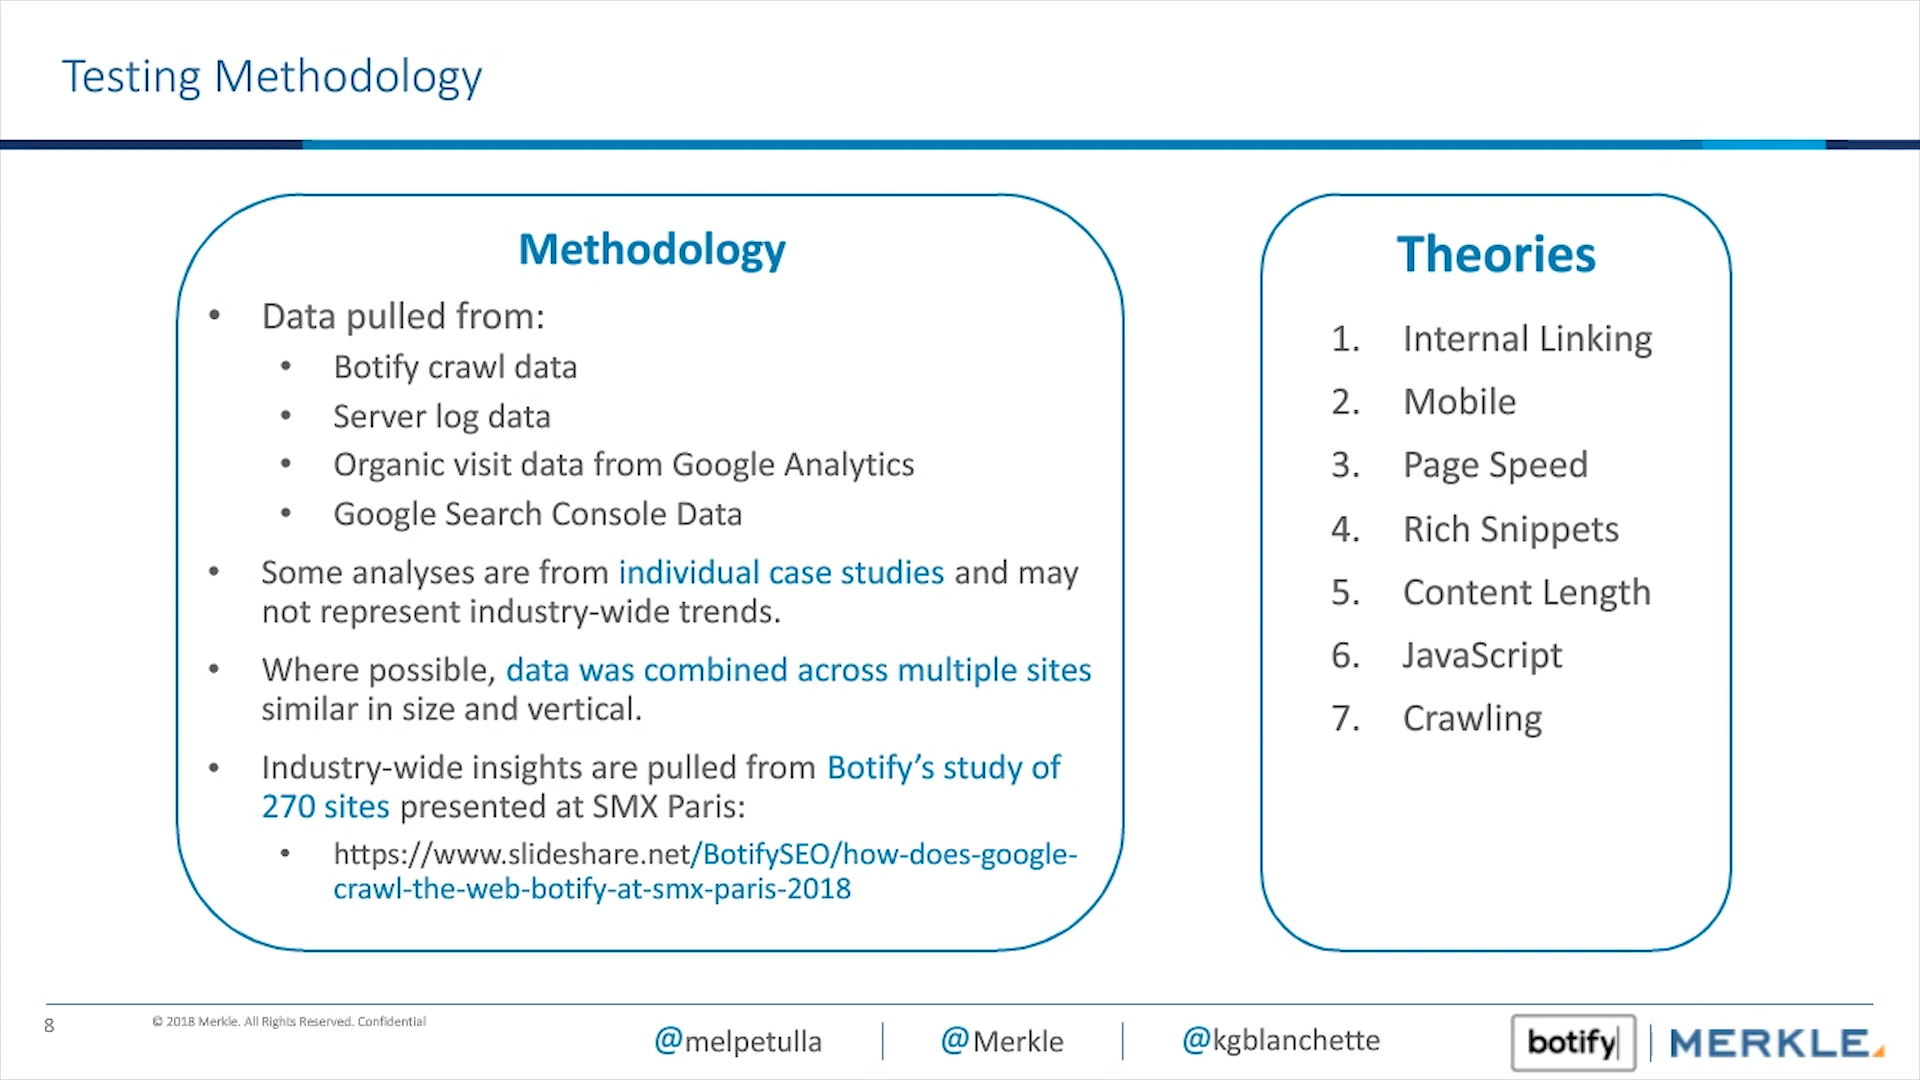 Testing Methodology
Methodology
• Data pulled from:
• Botify crawl data
• Server log data
• Organic visit data from Google Analytics
• Google Search Console Data
• Some analyses are from individual case studies and may
not represent industry-wide trends.
• Where possible, data was combined across multiple sites
similar in size and vertical.
• Industry-wide insights are pulled from Botify’s study of
270 sites presented at SMX Paris:
• https://www.slideshare.net/BotifySEO/how-does-google-
crawl-the-web-botify-at-smx-paris-2018
Theories
1. Internal Linking
2. Mobile
3. Page Speed
4. Rich Snippets
5. Content Length
6. JavaScript
7. Crawling
8
© 2018 Merkle. All Rights Reserved. Confidential
@melpetulla
@Merkle
@kgblanchette
botify
MERKLE